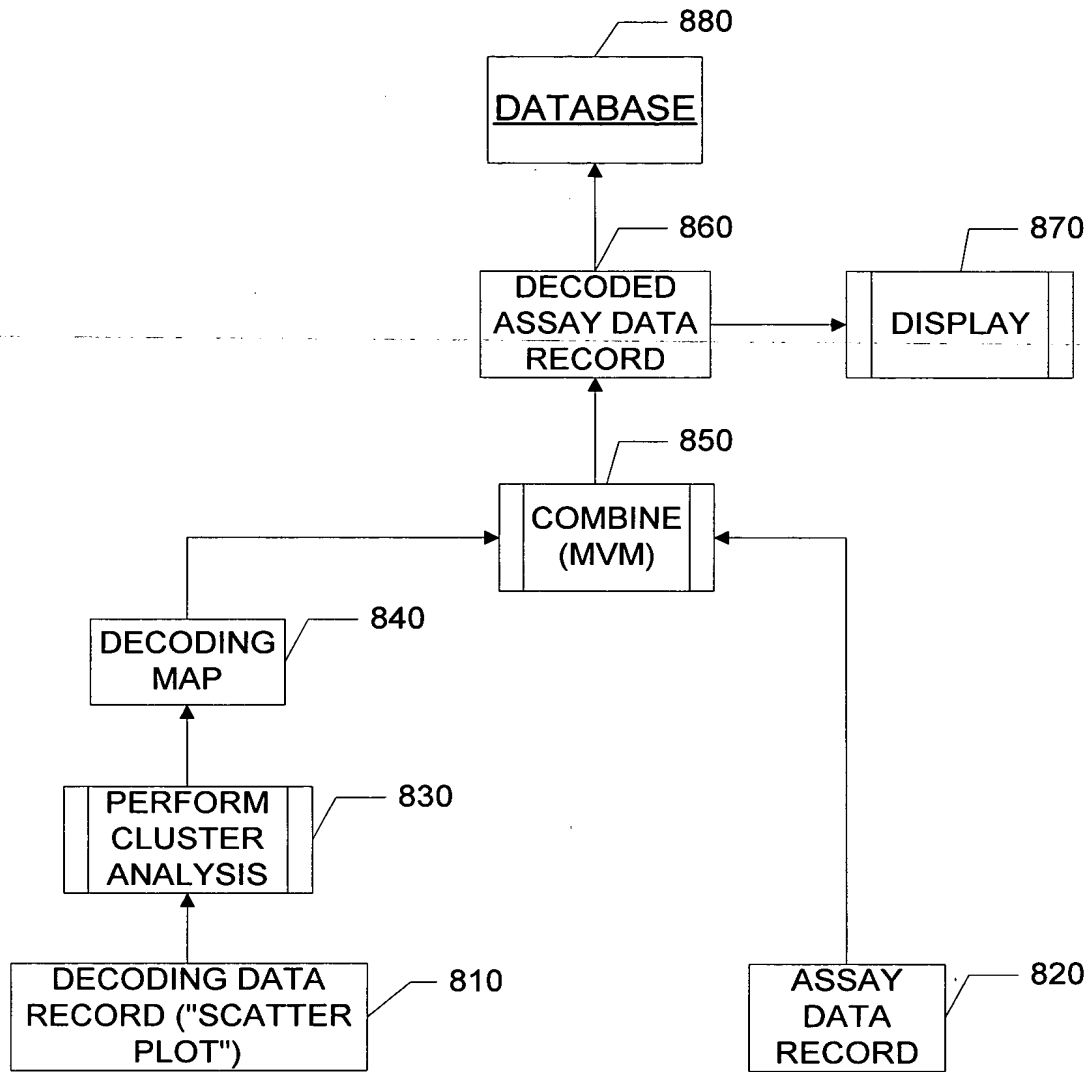 880
DATABASE
860
870
DECODED
ASSAY DATA
RECORD
DISPLAY
850
COMBINE
(MVM)
840
DECODING
MAP
830
PERFORM
CLUSTER
ANALYSIS
810
DECODING DATA
RECORD ("SCATTER
PLOT")
820
ASSAY
DATA
RECORD